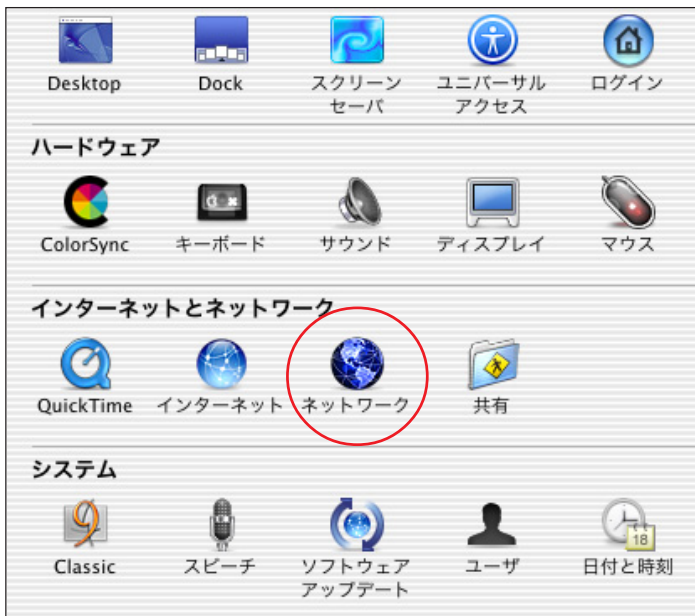 Desktop
Dock
スクリーン
セーバ
ユニバーサル
アクセス
ログイン
ハードウェア
ColorSync
キーボード
サウンド
ディスプレイ
マウス
インターネットとネットワーク
QuickTime
インターネット
ネットワーク
共有
システム
9
Classic
スピーチ
ソフトウェア
アップデート
ユーザ
18
日付と時刻